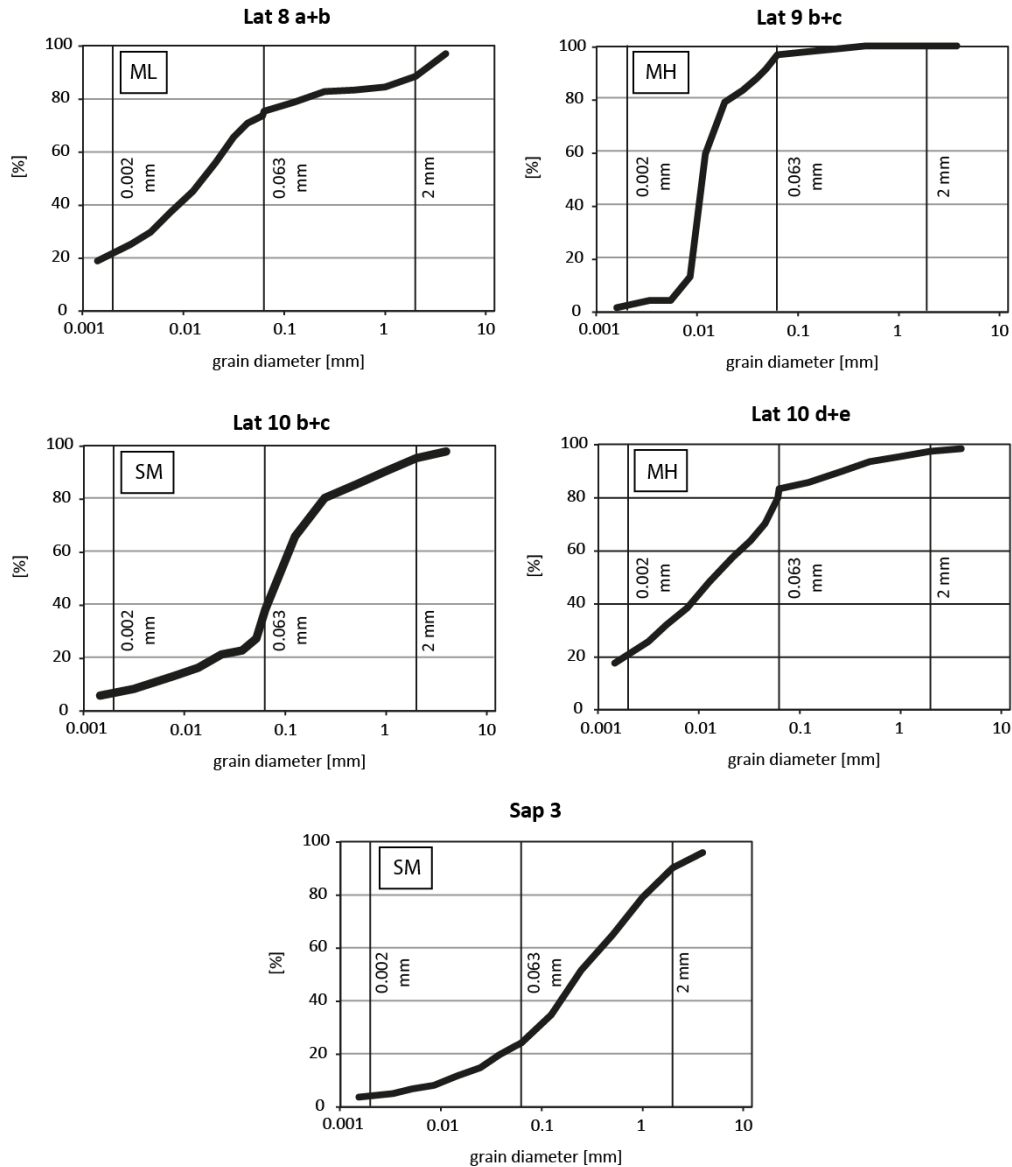 Lat 8 a+b
100
80
60
40
20
0
[%]
ML
0.002
mm
0.063
mm
2 mm
0.001
0.01
0.1
1
10
grain diameter [mm]
Lat 9 b+c
100
80
60
40
20
0
[%]
MH
0.002
mm
0.063
mm
2 mm
0.001
0.01
0.1
1
10
grain diameter [mm]
Lat 10 b+c
100
80
60
40
20
0
[%]
SM
0.002
mm
0.063
mm
2 mm
0.001
0.01
0.1
1
10
grain diameter [mm]
Lat 10 d+e
100
80
60
40
20
0
[%]
MH
0.002
mm
0.063
mm
2 mm
0.001
0.01
0.1
1
10
grain diameter [mm]
Sap 3
100
80
60
40
20
0
[%]
SM
0.002
mm
0.063
mm
2 mm
0.001
0.01
0.1
1
10
grain diameter [mm]